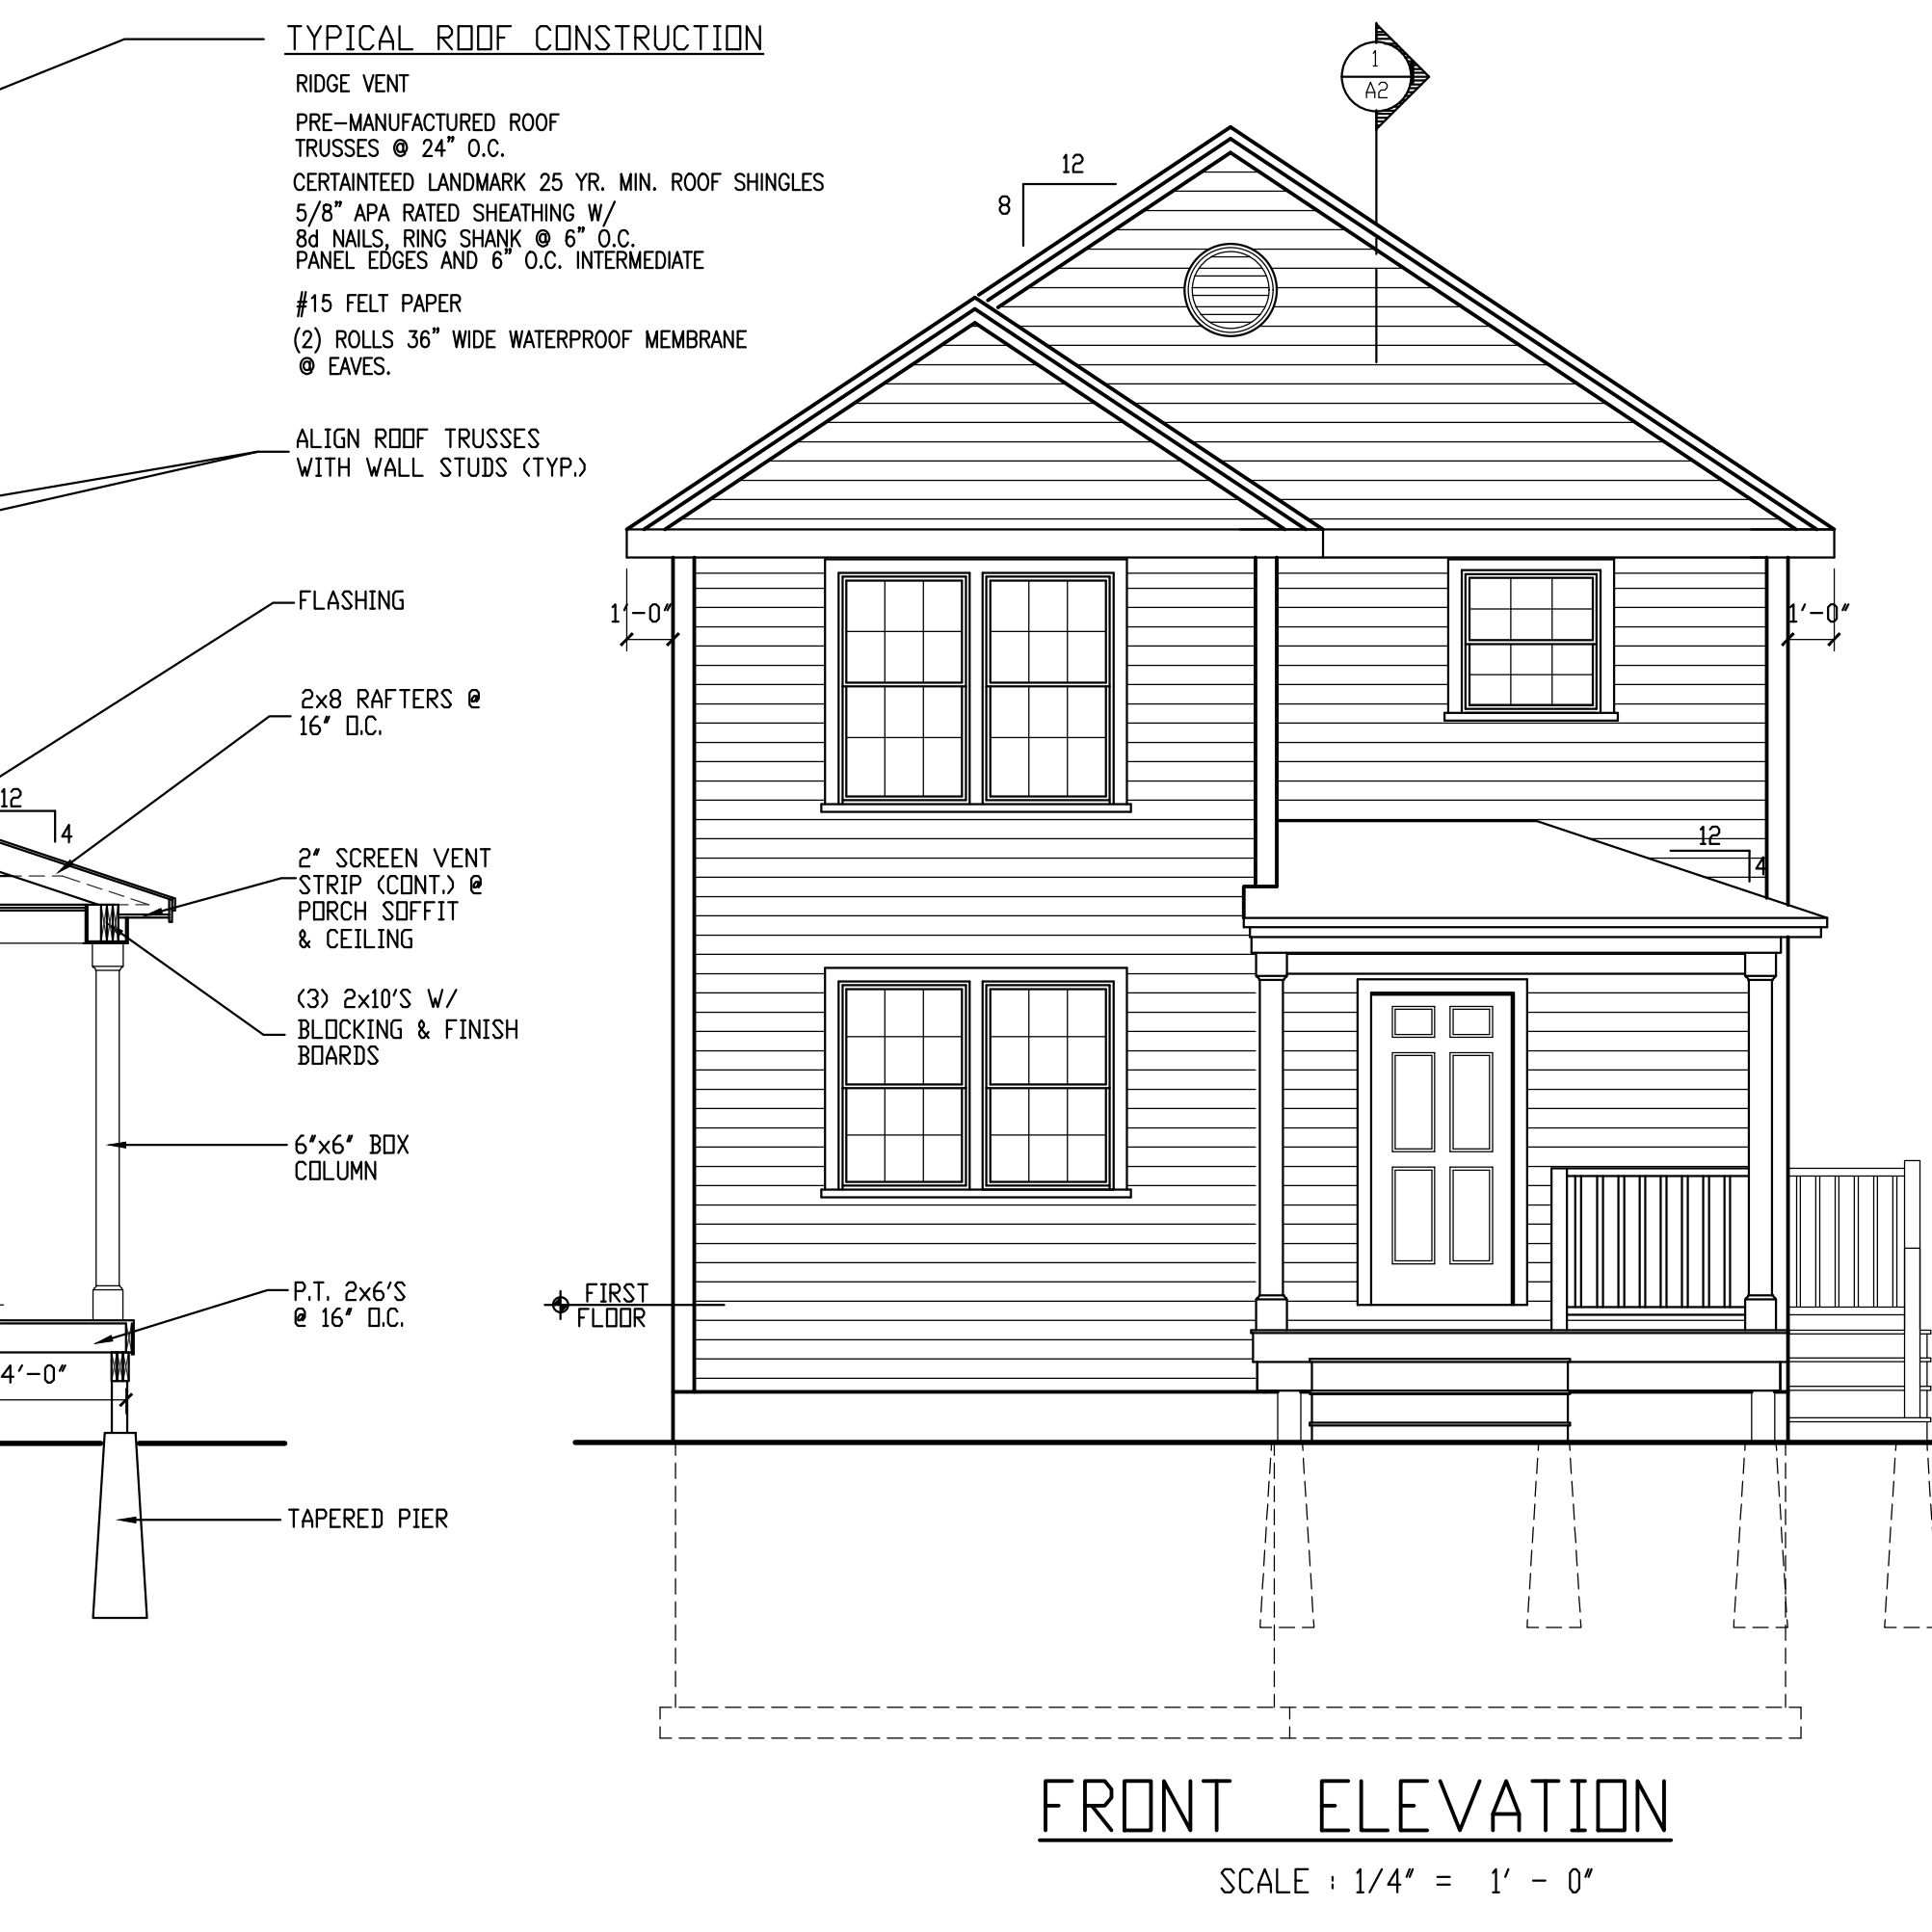 TYPICAL ROOF CONSTRUCTION
RIDGE VENT
PRE-MANUFACTURED ROOF
TRUSSES @ 24" O.C.
CERTAINTEED LANDMARK 25 YR. MIN. ROOF SHINGLES
5/8" APA RATED SHEATHING W/
8d NAILS, RING SHANK @ 6" O.C.
PANEL EDGES AND 6" O.C. INTERMEDIATE
#15 FELT PAPER
(2) ROLLS 36" WIDE WATERPROOF MEMBRANE
@ EAVES.
ALIGN ROOF TRUSSES
WITH WALL STUDS (TYP.)
FLASHING
2x8 RAFTERS @
16" O.C.
12
4
2" SCREEN VENT
STRIP (CONT.) @
PORCH SOFFIT
& CEILING
(3) 2x10'S W/
BLOCKING & FINISH
BOARDS
6"x6" BOX
COLUMN
P.T. 2x6'S
@ 16" O.C.
4'-0"
TAPERED PIER
1
A2
12
8
1'-0"
1'-0"
12
4
FIRST
FLOOR
FRONT ELEVATION
SCALE : 1/4" = 1' - 0"